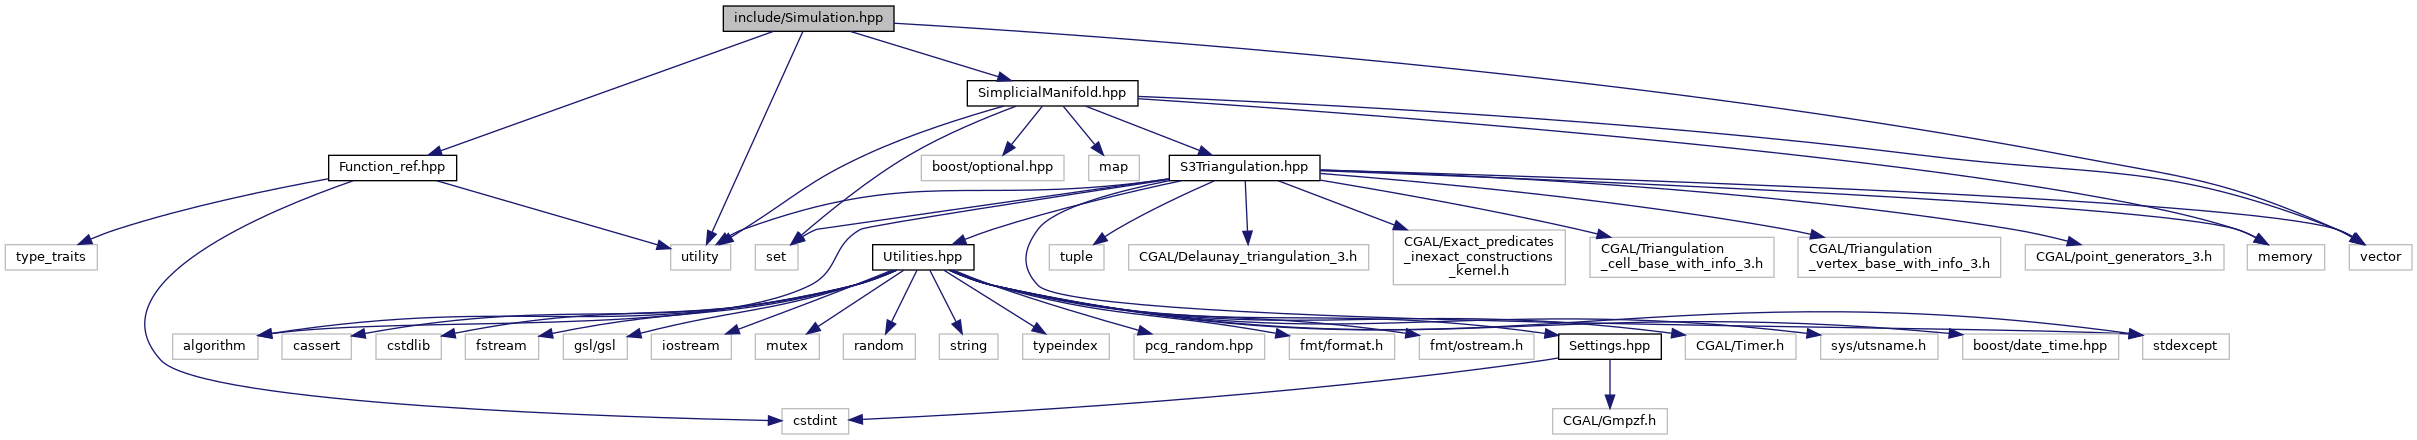 include/Simulation.hpp
SimplicialManifold.hpp
Function_ref.hpp
boost/optional.hpp
map
S3Triangulation.hpp
type_traits
utility
set
Utilities.hpp
tuple
CGAL/Delaunay_triangulation_3.h
CGAL/Exact_predicates
_inexact_constructions
_kernel.h
CGAL/Triangulation
_cell_base_with_info_3.h
CGAL/Triangulation
_vertex_base_with_info_3.h
CGAL/point_generators_3.h
memory
vector
algorithm
cassert
cstdlib
fstream
gsl/gsl
iostream
mutex
random
string
typeindex
pcg_random.hpp
fmt/format.h
fmt/ostream.h
Settings.hpp
CGAL/Timer.h
sys/utsname.h
boost/date_time.hpp
stdexcept
cstdint
CGAL/Gmpzf.h